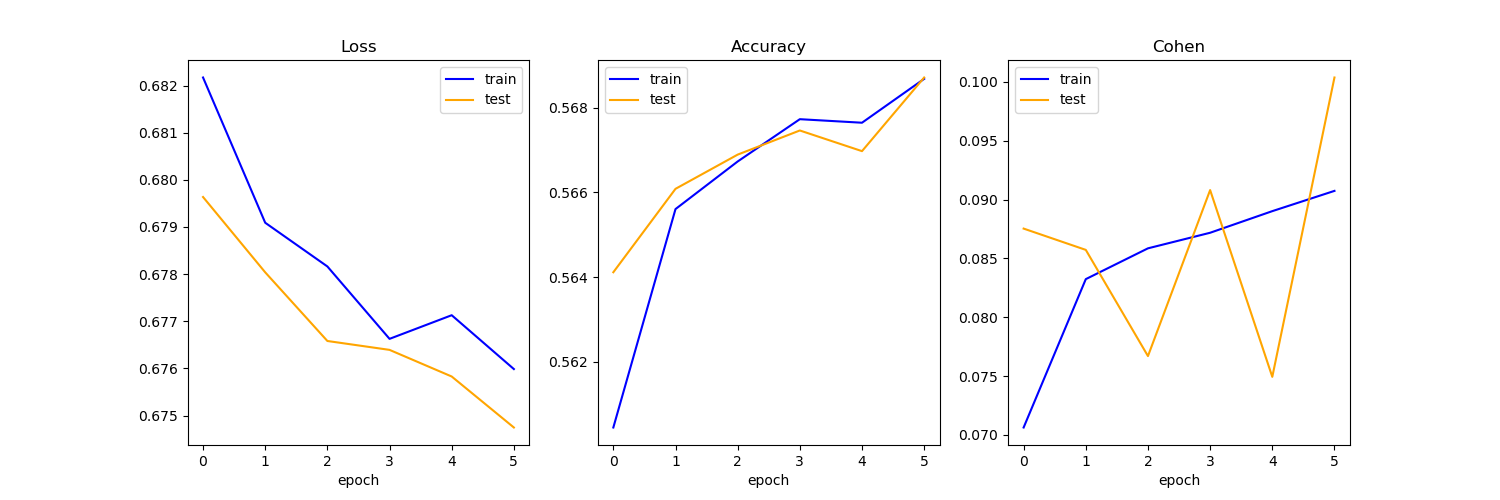 Loss
0.682
0.681
0.680
0.679
0.678
0.677
0.676
0.675
train
test
0 1 2 3 4 5
epoch
Accuracy
0.568
0.566
0.564
0.562
train
test
0 1 2 3 4 5
epoch
Cohen
0.100
0.095
0.090
0.085
0.080
0.075
0.070
train
test
0 1 2 3 4 5
epoch